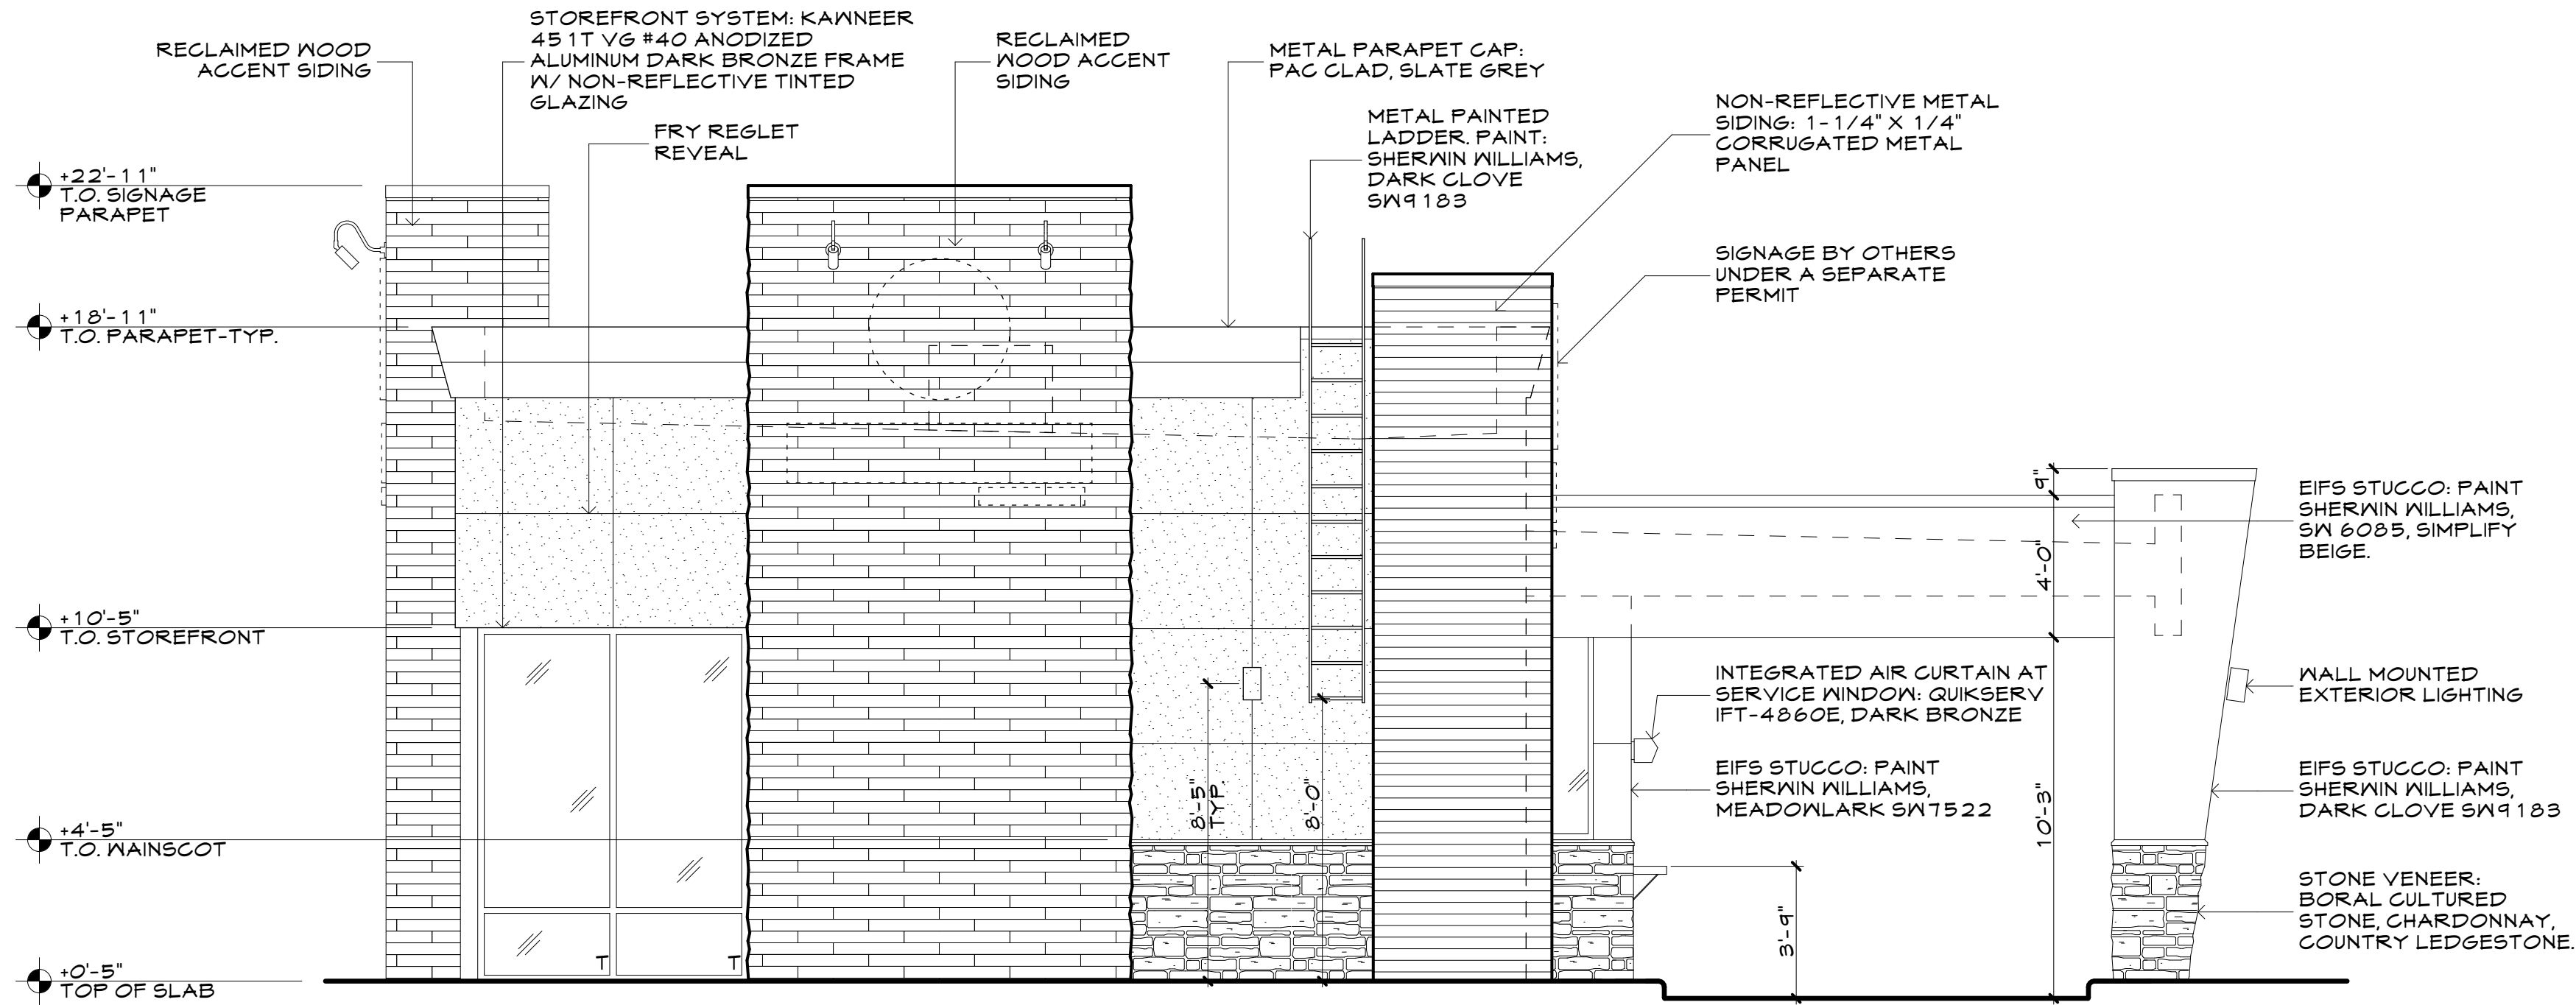 RECLAIMED WOOD
ACCENT SIDING
STOREFRONT SYSTEM: KAWNEER
451T VG #40 ANODIZED
ALUMINUM DARK BRONZE FRAME
W/ NON-REFLECTIVE TINTED
GLAZING
FRY REGLET
REVEAL
RECLAIMED
WOOD ACCENT
SIDING
METAL PARAPET CAP:
PAC CLAD, SLATE GREY
METAL PAINTED
LADDER. PAINT:
SHERWIN WILLIAMS,
DARK CLOVE
SW9183
NON-REFLECTIVE METAL
SIDING: 1-1/4" X 1/4"
CORRUGATED METAL
PANEL
SIGNAGE BY OTHERS
UNDER A SEPARATE
PERMIT
+22'-11"
T.O. SIGNAGE
PARAPET
+18'-11"
T.O. PARAPET-TYP.
+10'-5"
T.O. STOREFRONT
+4'-5"
T.O. WAINSCOT
+0'-5"
TOP OF SLAB
T
T
8'-5"
TYP.
8'-0"
INTEGRATED AIR CURTAIN AT
SERVICE WINDOW: QUIKSERV
IFT-4860E, DARK BRONZE
EIFS STUCCO: PAINT
SHERWIN WILLIAMS,
MEADOWLARK SW7522
3'-9"
9"
4'-0"
10'-3"
EIFS STUCCO: PAINT
SHERWIN WILLIAMS,
SW 6085, SIMPLIFY
BEIGE.
WALL MOUNTED
EXTERIOR LIGHTING
EIFS STUCCO: PAINT
SHERWIN WILLIAMS,
DARK CLOVE SW9183
STONE VENEER:
BORAL CULTURED
STONE, CHARDONNAY,
COUNTRY LEDGESTONE.